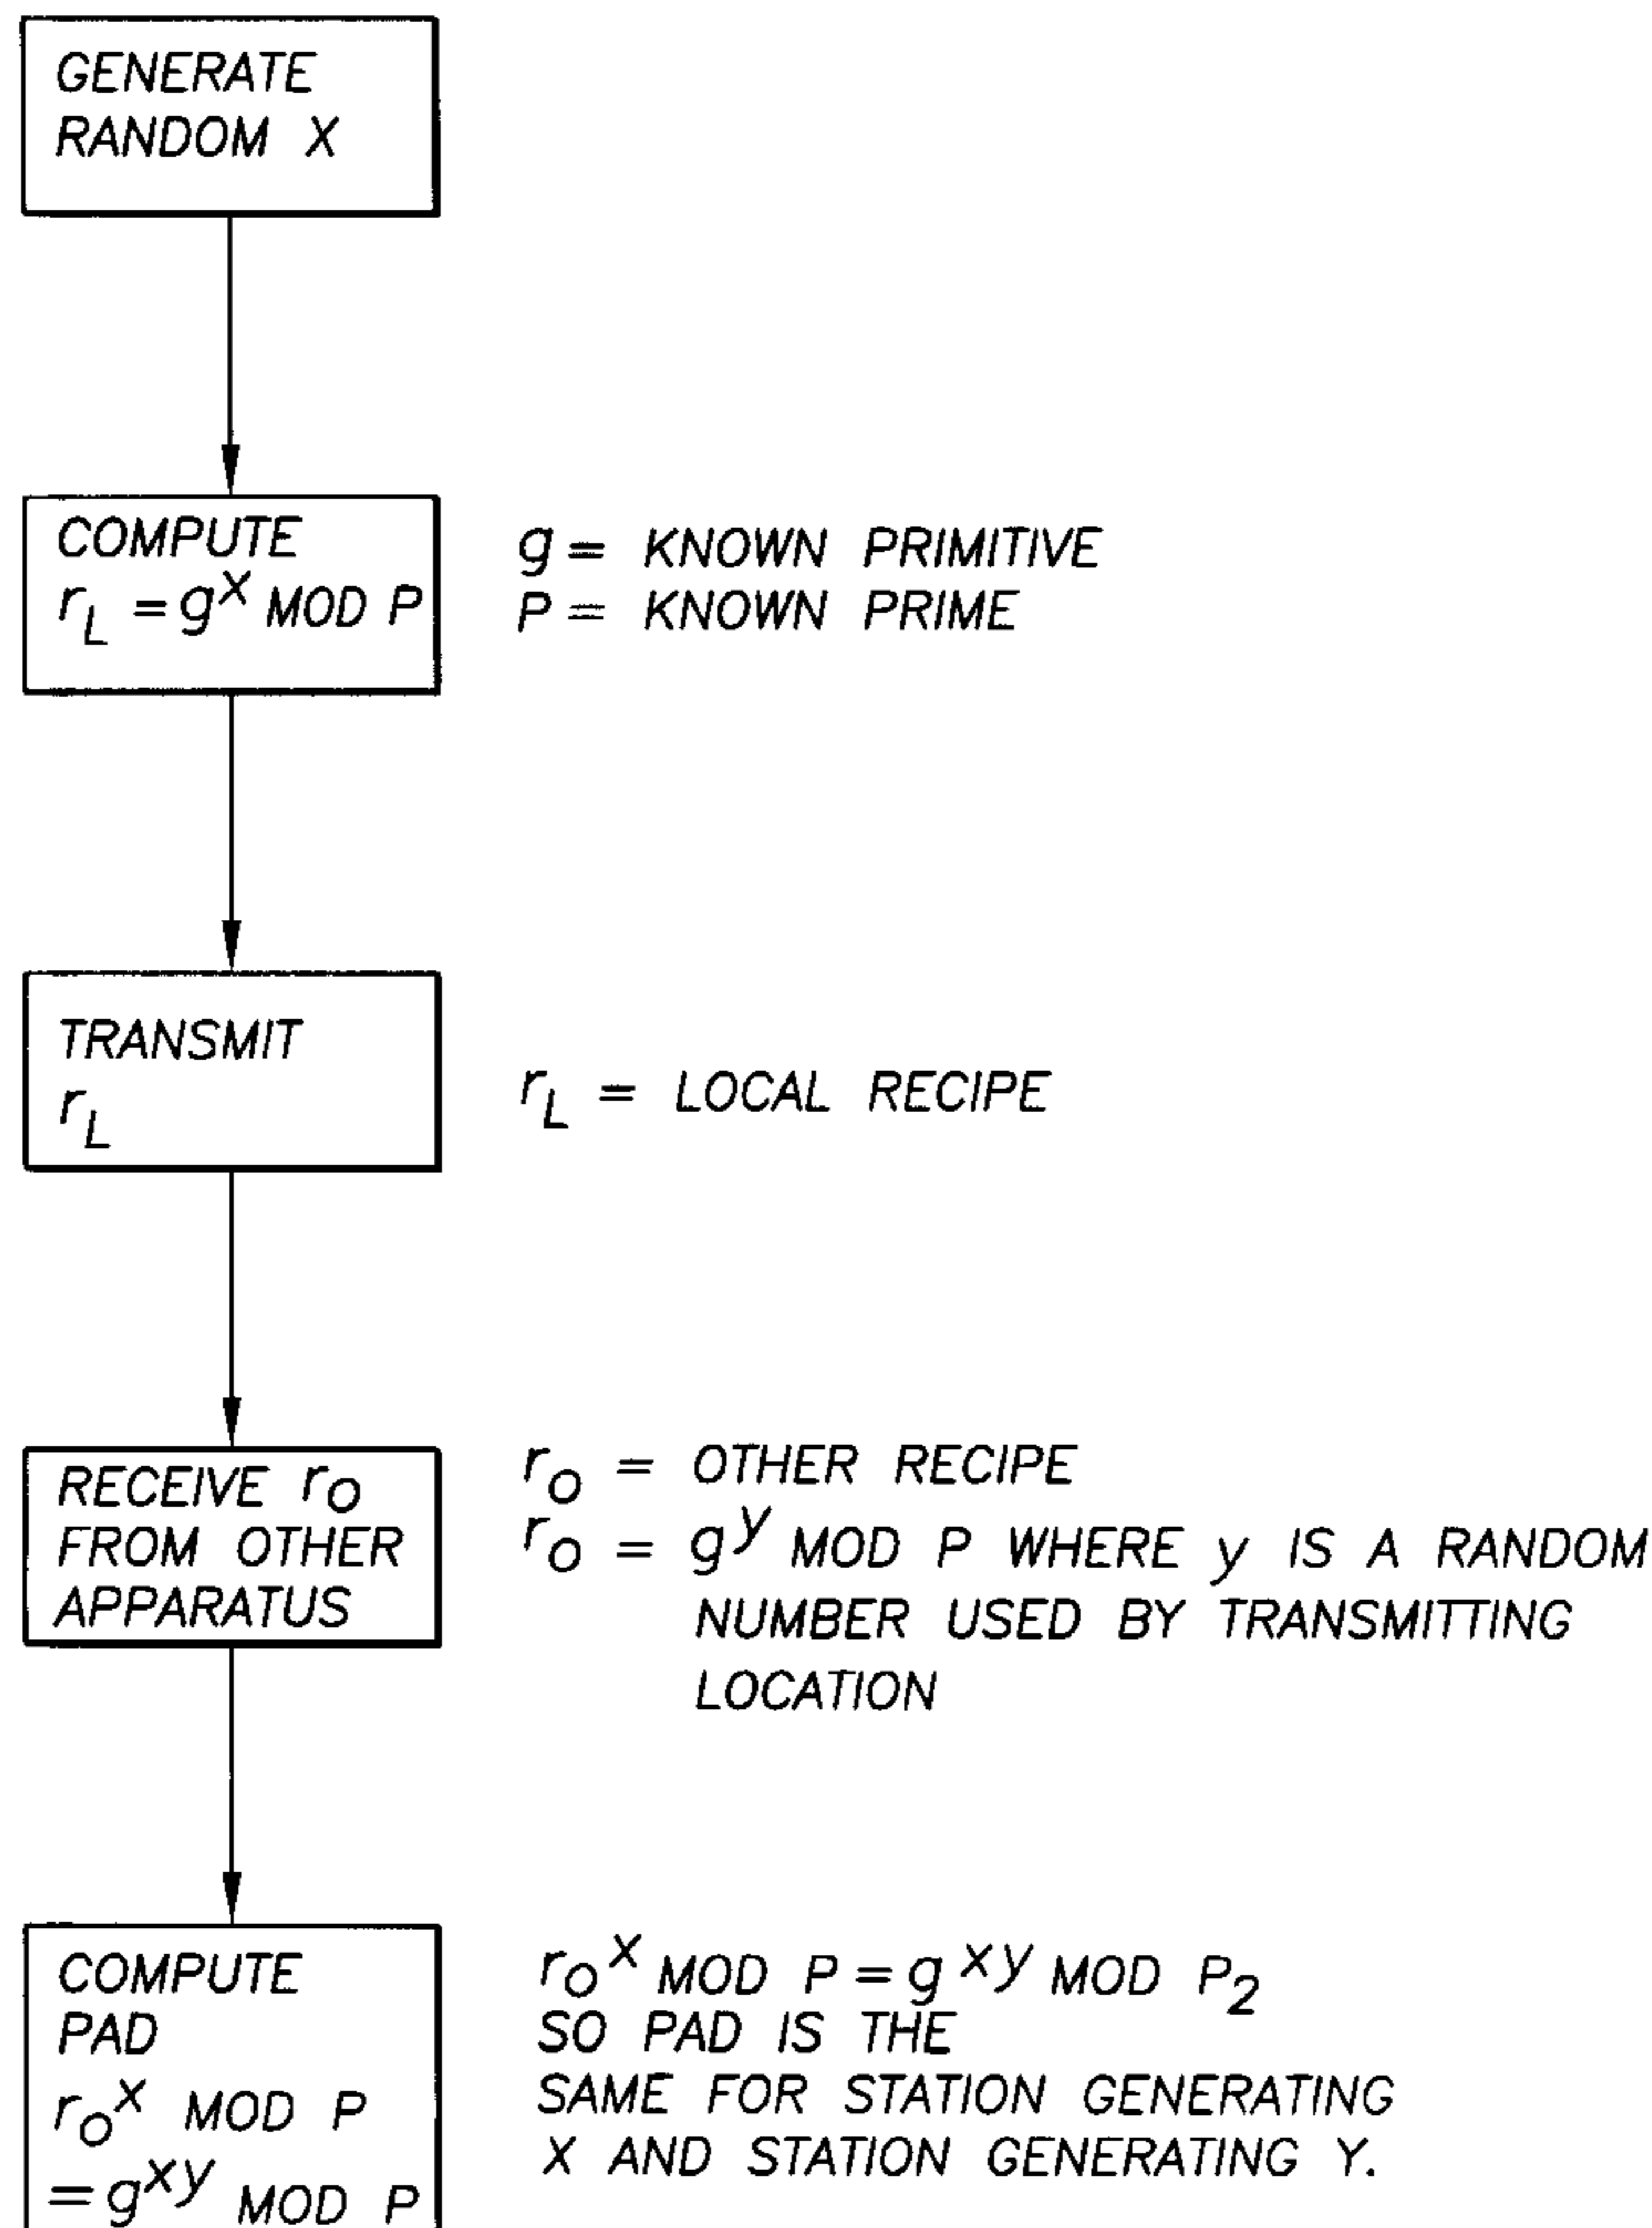 GENERATE
RANDOM X
COMPUTE
r_L = g^x MOD P
g = KNOWN PRIMITIVE
P = KNOWN PRIME
TRANSMIT
r_L
r_L = LOCAL RECIPE
RECEIVE r_O
FROM OTHER
APPARATUS
r_O = OTHER RECIPE
r_O = g^y MOD P WHERE y IS A RANDOM
NUMBER USED BY TRANSMITTING
LOCATION
COMPUTE
PAD
r_O^x MOD P
= g^xy MOD P
r_O^x MOD P = g^xy MOD P_2
SO PAD IS THE
SAME FOR STATION GENERATING
X AND STATION GENERATING Y.